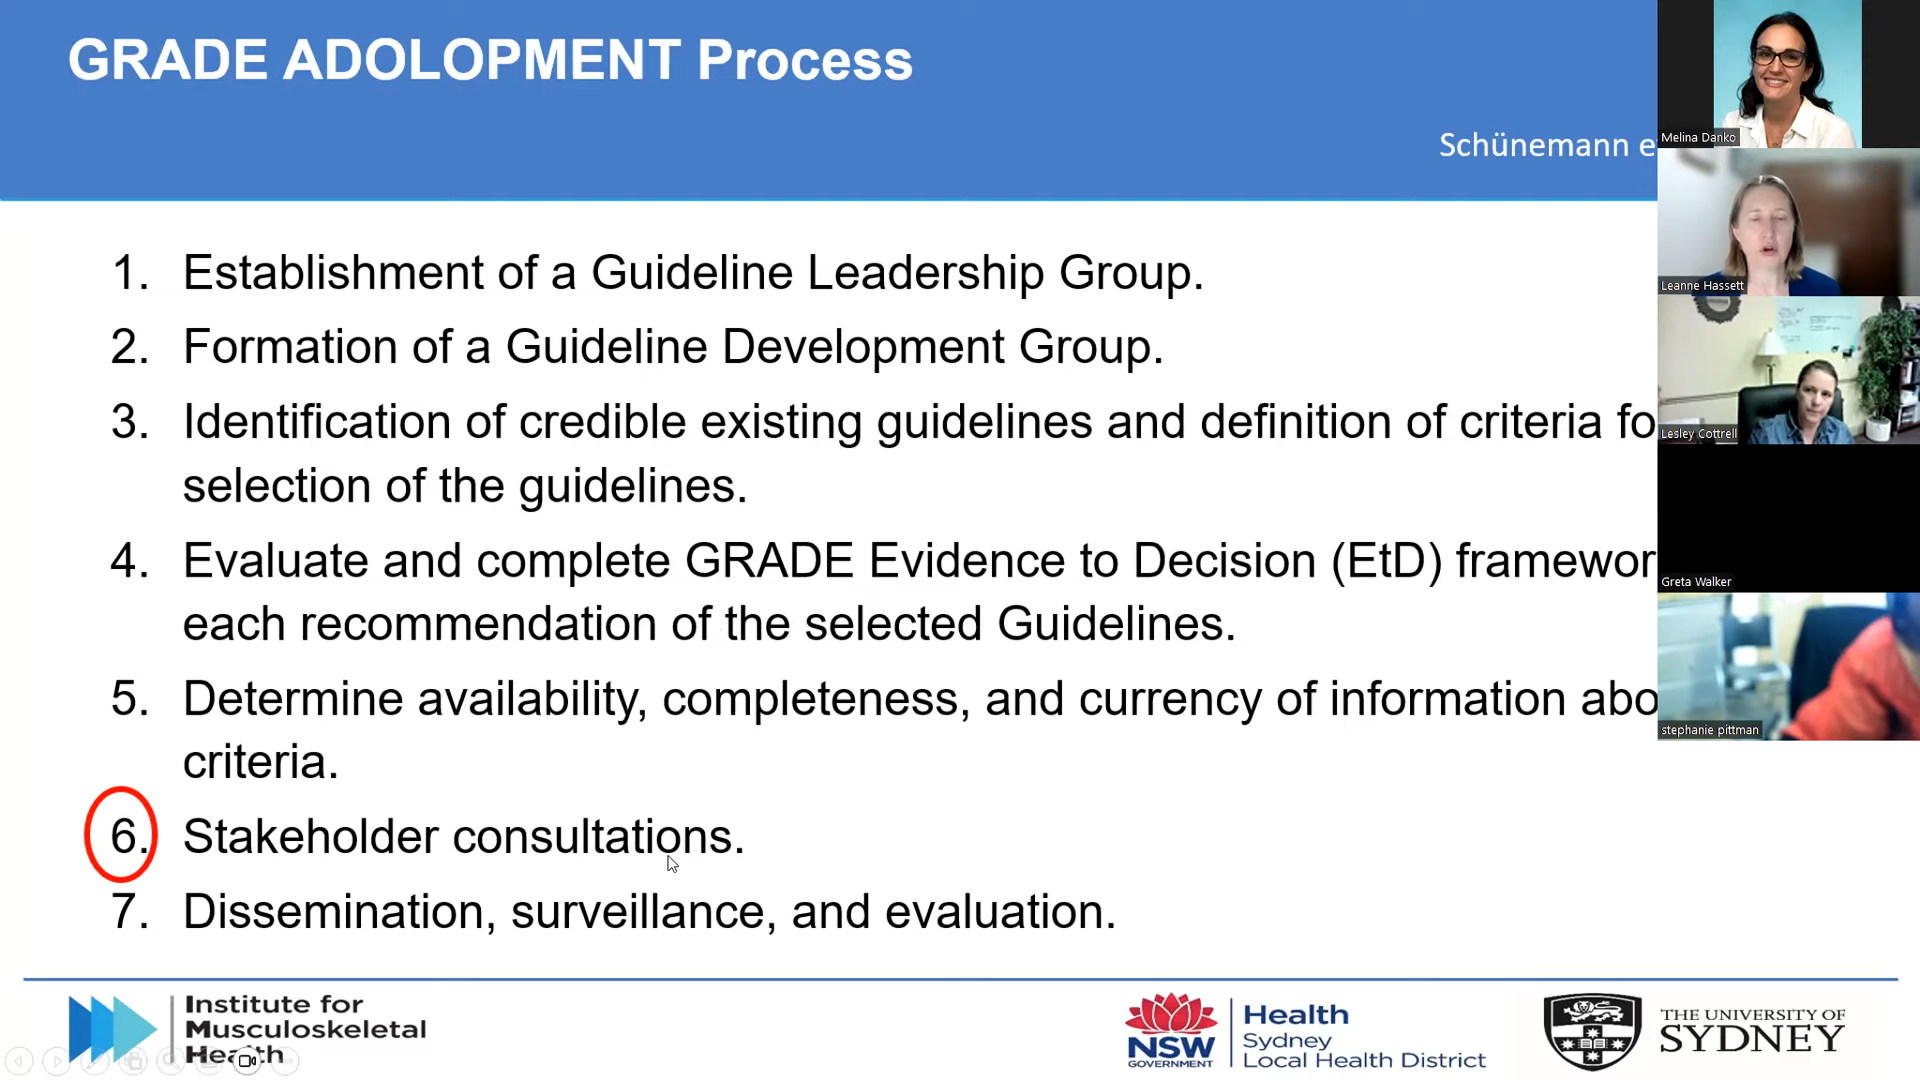 GRADE ADOLOPMENT Process
Schünemann e
1. Establishment of a Guideline Leadership Group.
2. Formation of a Guideline Development Group.
3. Identification of credible existing guidelines and definition of criteria fo
selection of the guidelines.
4. Evaluate and complete GRADE Evidence to Decision (EtD) framewor
each recommendation of the selected Guidelines.
5. Determine availability, completeness, and currency of information abo
criteria.
6. Stakeholder consultations.
7. Dissemination, surveillance, and evaluation.
Melina Danko
Leanne Hassett
Lesley Cottrell
Greta Walker
stephanie pittman
Institute for
Musculoskeletal
Health
NSW
GOVERNMENT
Health
Sydney
Local Health District
THE UNIVERSITY OF
SYDNEY